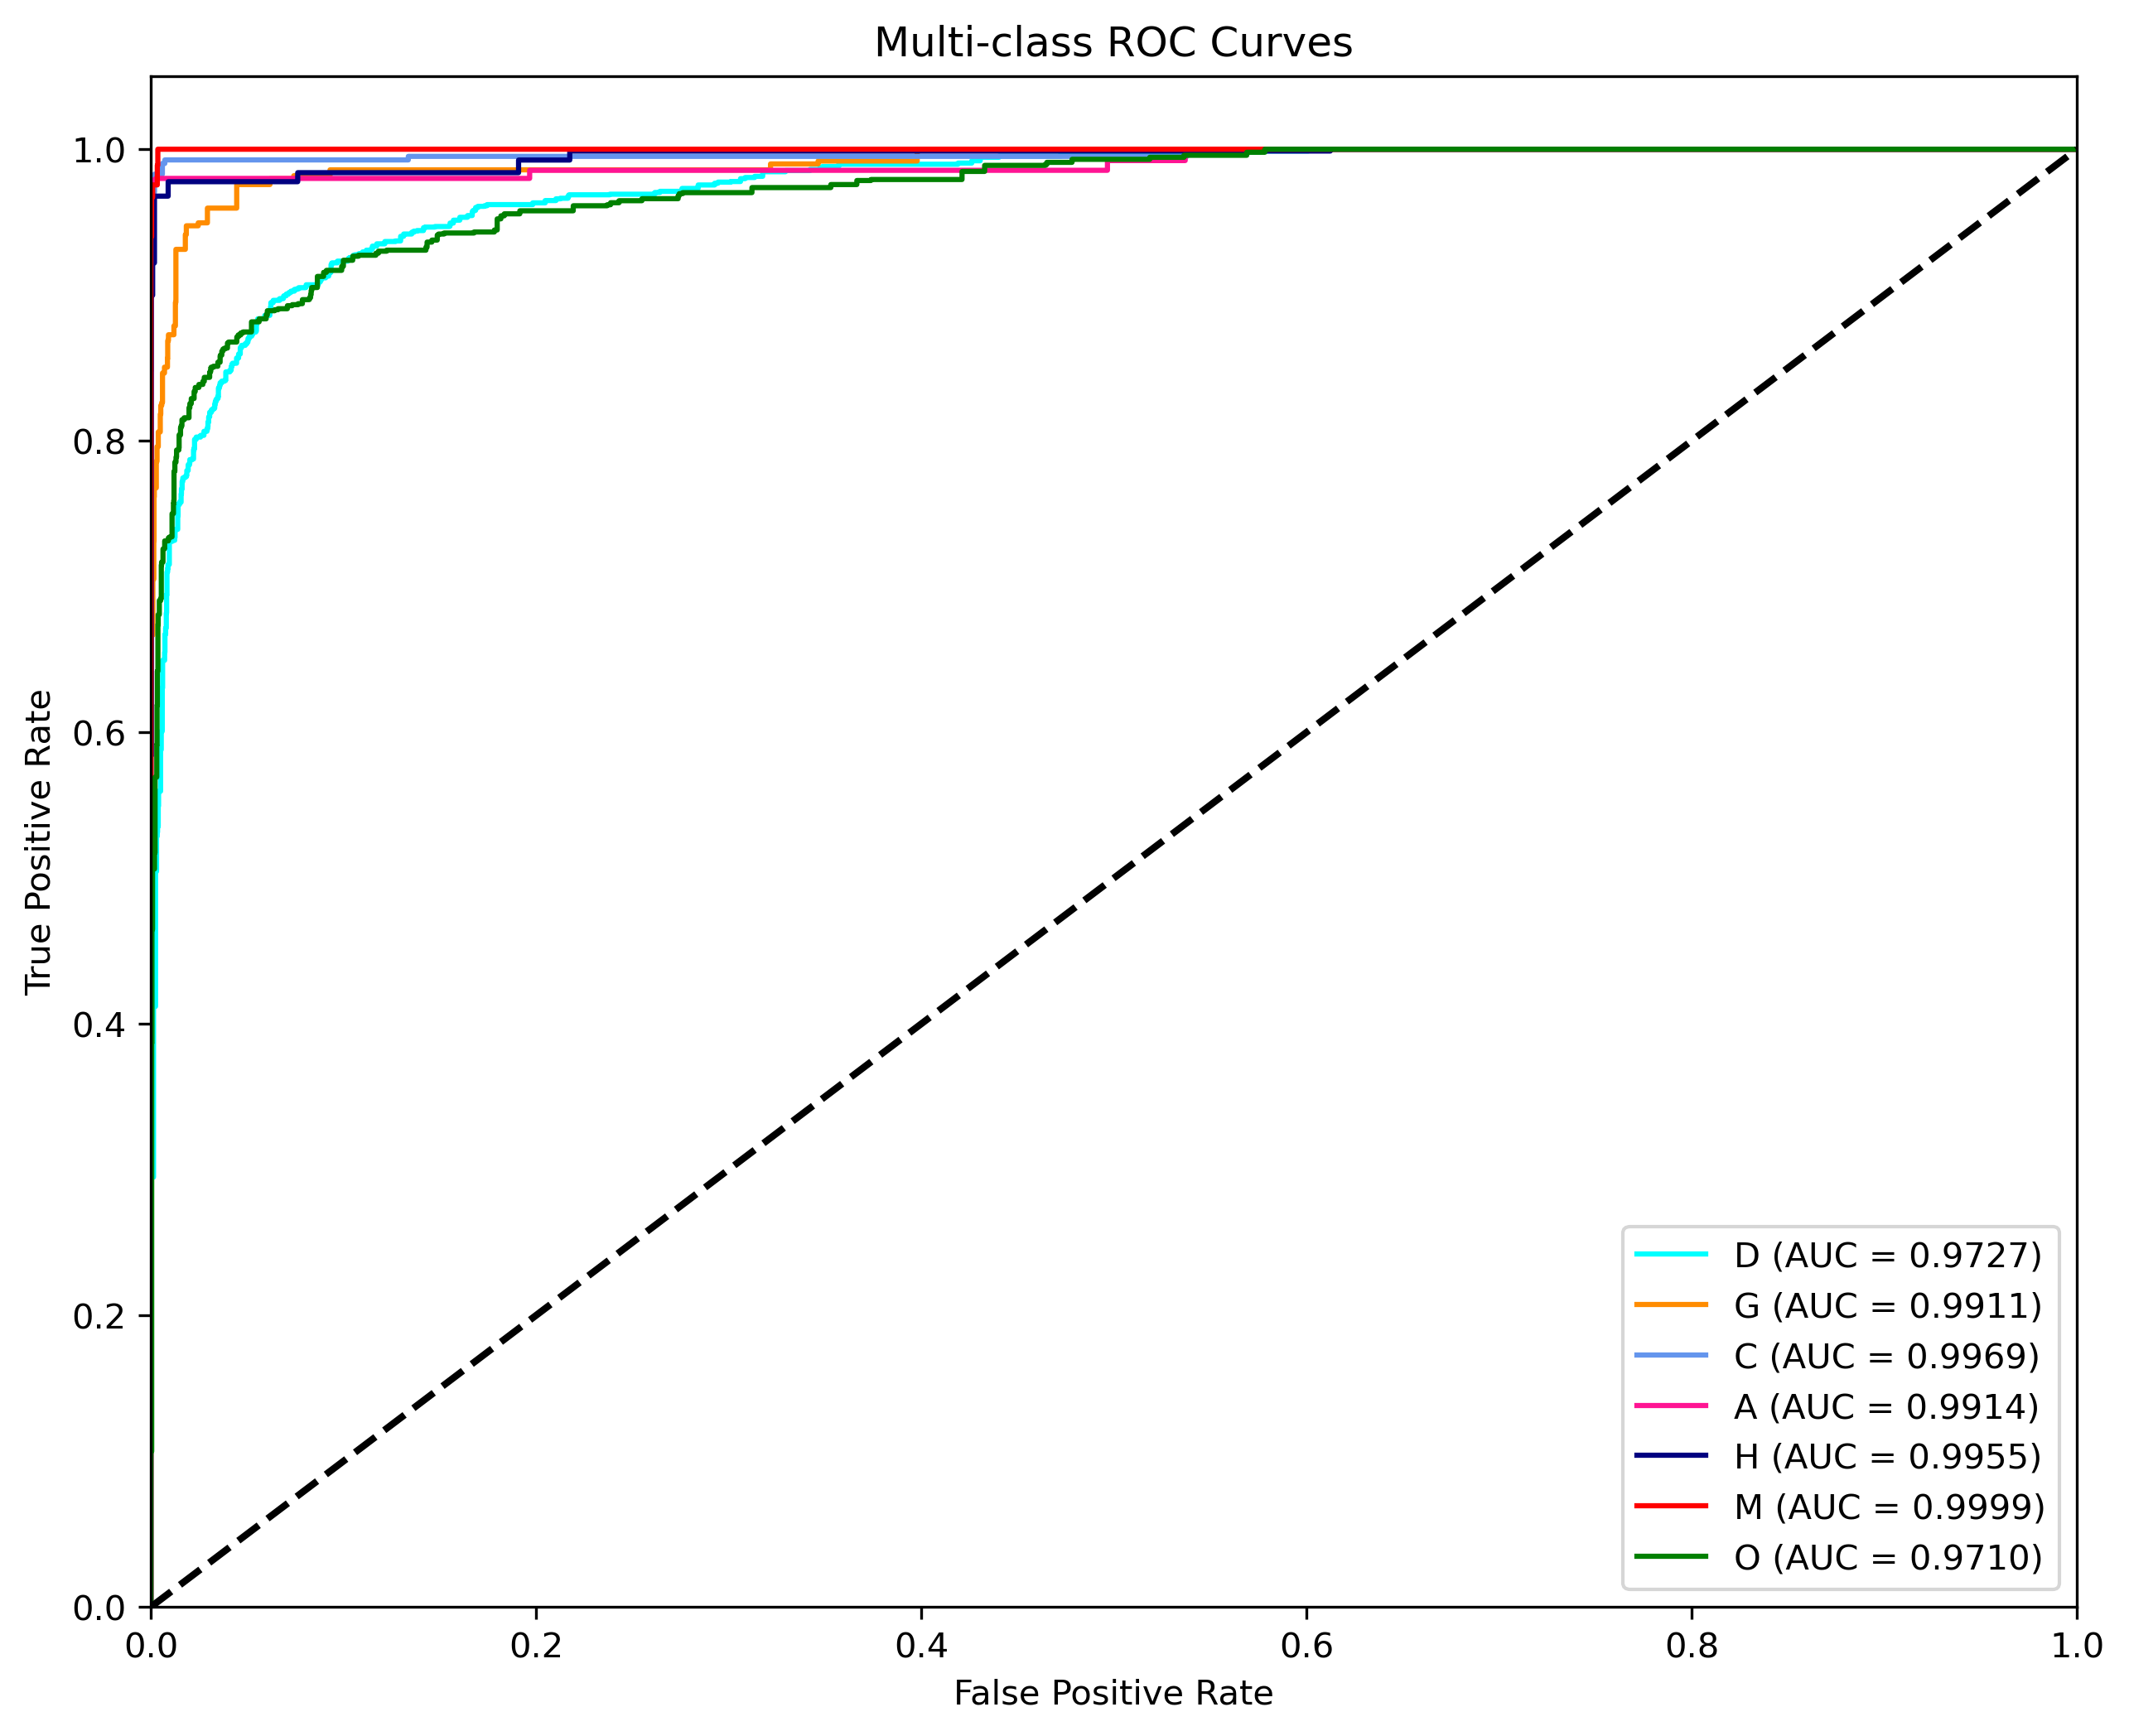 Multi-class ROC Curves
True Positive Rate
1.0
0.8
0.6
0.4
0.2
0.0
0.0 0.2 0.4 0.6 0.8 1.0
False Positive Rate
D (AUC = 0.9727)
G (AUC = 0.9911)
C (AUC = 0.9969)
A (AUC = 0.9914)
H (AUC = 0.9955)
M (AUC = 0.9999)
O (AUC = 0.9710)